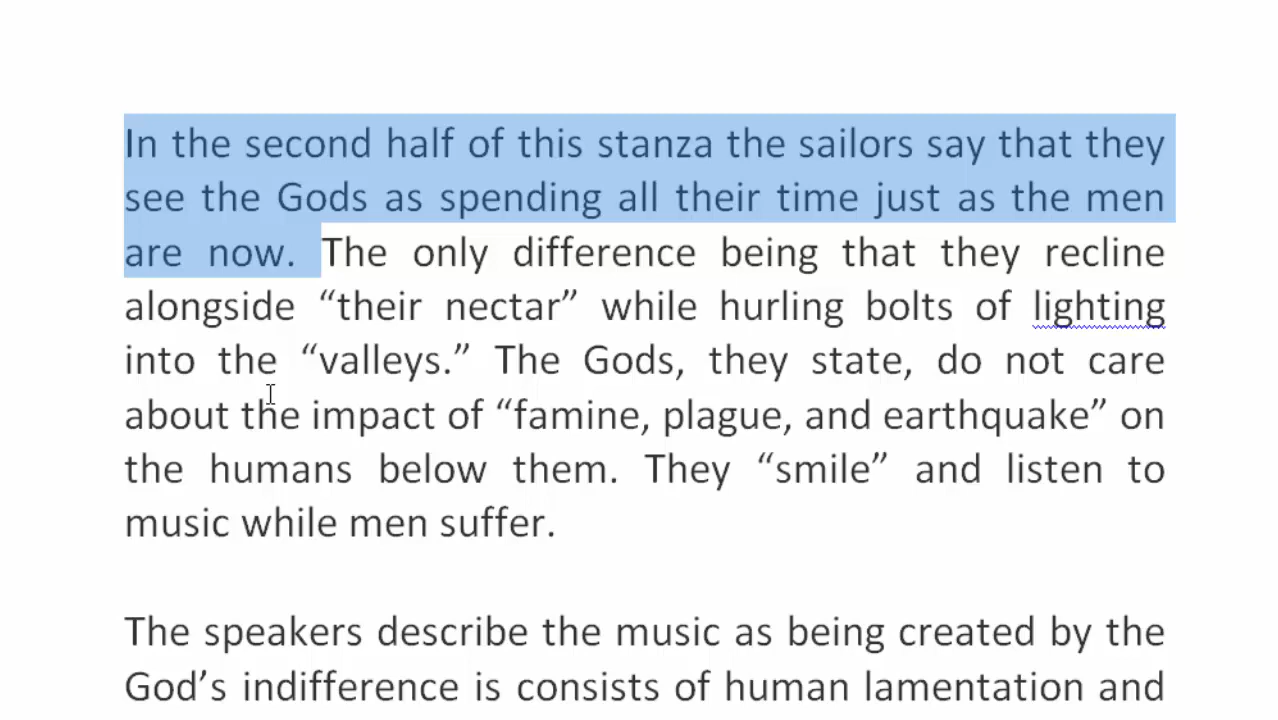 In the second half of this stanza the sailors say that they
see the Gods as spending all their time just as the men
are now. The only difference being that they recline
alongside “their nectar” while hurling bolts of lighting
into the “valleys.” The Gods, they state, do not care
about the impact of “famine, plague, and earthquake” on
the humans below them. They “smile” and listen to
music while men suffer.
The speakers describe the music as being created by the
God’s indifference is consists of human lamentation and